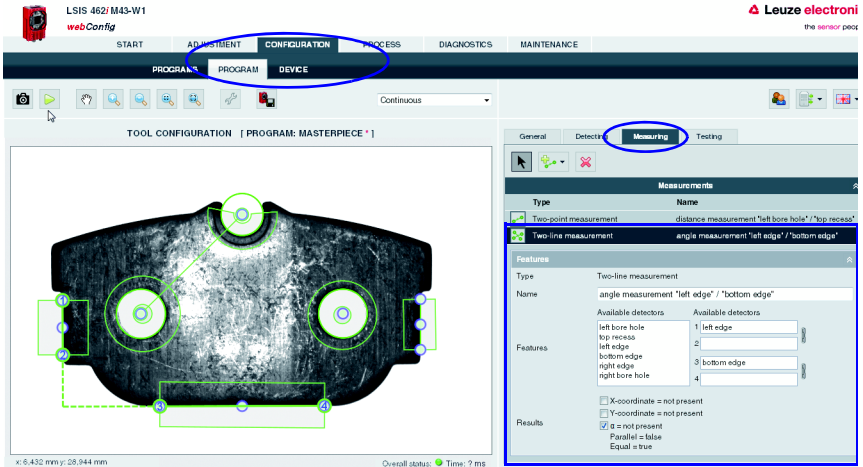 LSIS 462i M43-W1
webConfig
Leuze electroni
the sensor peop
START ADJUSTMENT CONFIGURATION PROCESS DIAGNOSTICS MAINTENANCE
PROGRAMS PROGRAM DEVICE
Continuous
TOOL CONFIGURATION [ PROGRAM: MASTERPIECE * ]
General Detecting Measuring Testing
Measurements
Type Name
Two-point measurement distance measurement "left bore hole" / "top recess"
Two-line measurement angle measurement "left edge" / "bottom edge"
Features
Type Two-line measurement
Name angle measurement "left edge" / "bottom edge"
Available detectors Available detectors
Features
left bore hole
top recess
left edge
bottom edge
right edge
right bore hole
1 left edge
2
3 bottom edge
4
Results
X-coordinate = not present
Y-coordinate = not present
α = not present
Parallel = false
Equal = true
1
2
3
4
x: 6,432 mm y: 28,944 mm
Overall status: Time: ? ms